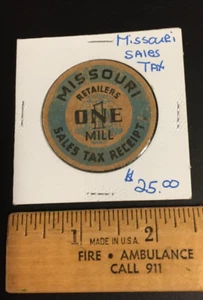 Missouri
SALES
TAX
MISSOURI
RETAILERS
1
ONE
MILL
SALES TAX RECEIPT
$25.00
1
2
MADE IN U.S.A.
FIRE • AMBULANCE
CALL 911